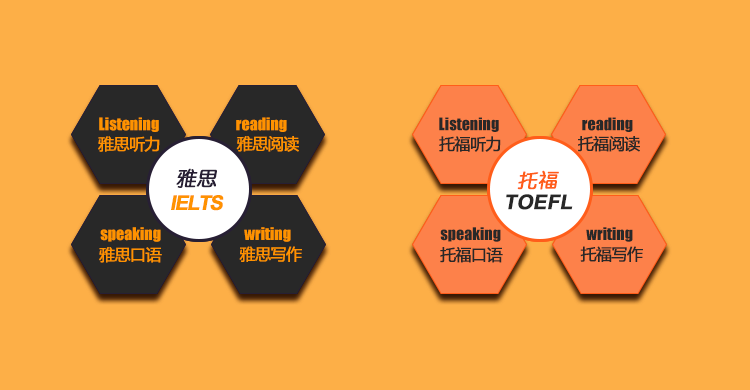 Listening
雅思听力
reading
雅思阅读
雅思
IELTS
speaking
雅思口语
writing
雅思写作
Listening
托福听力
reading
托福阅读
托福
TOEFL
speaking
托福口语
writing
托福写作